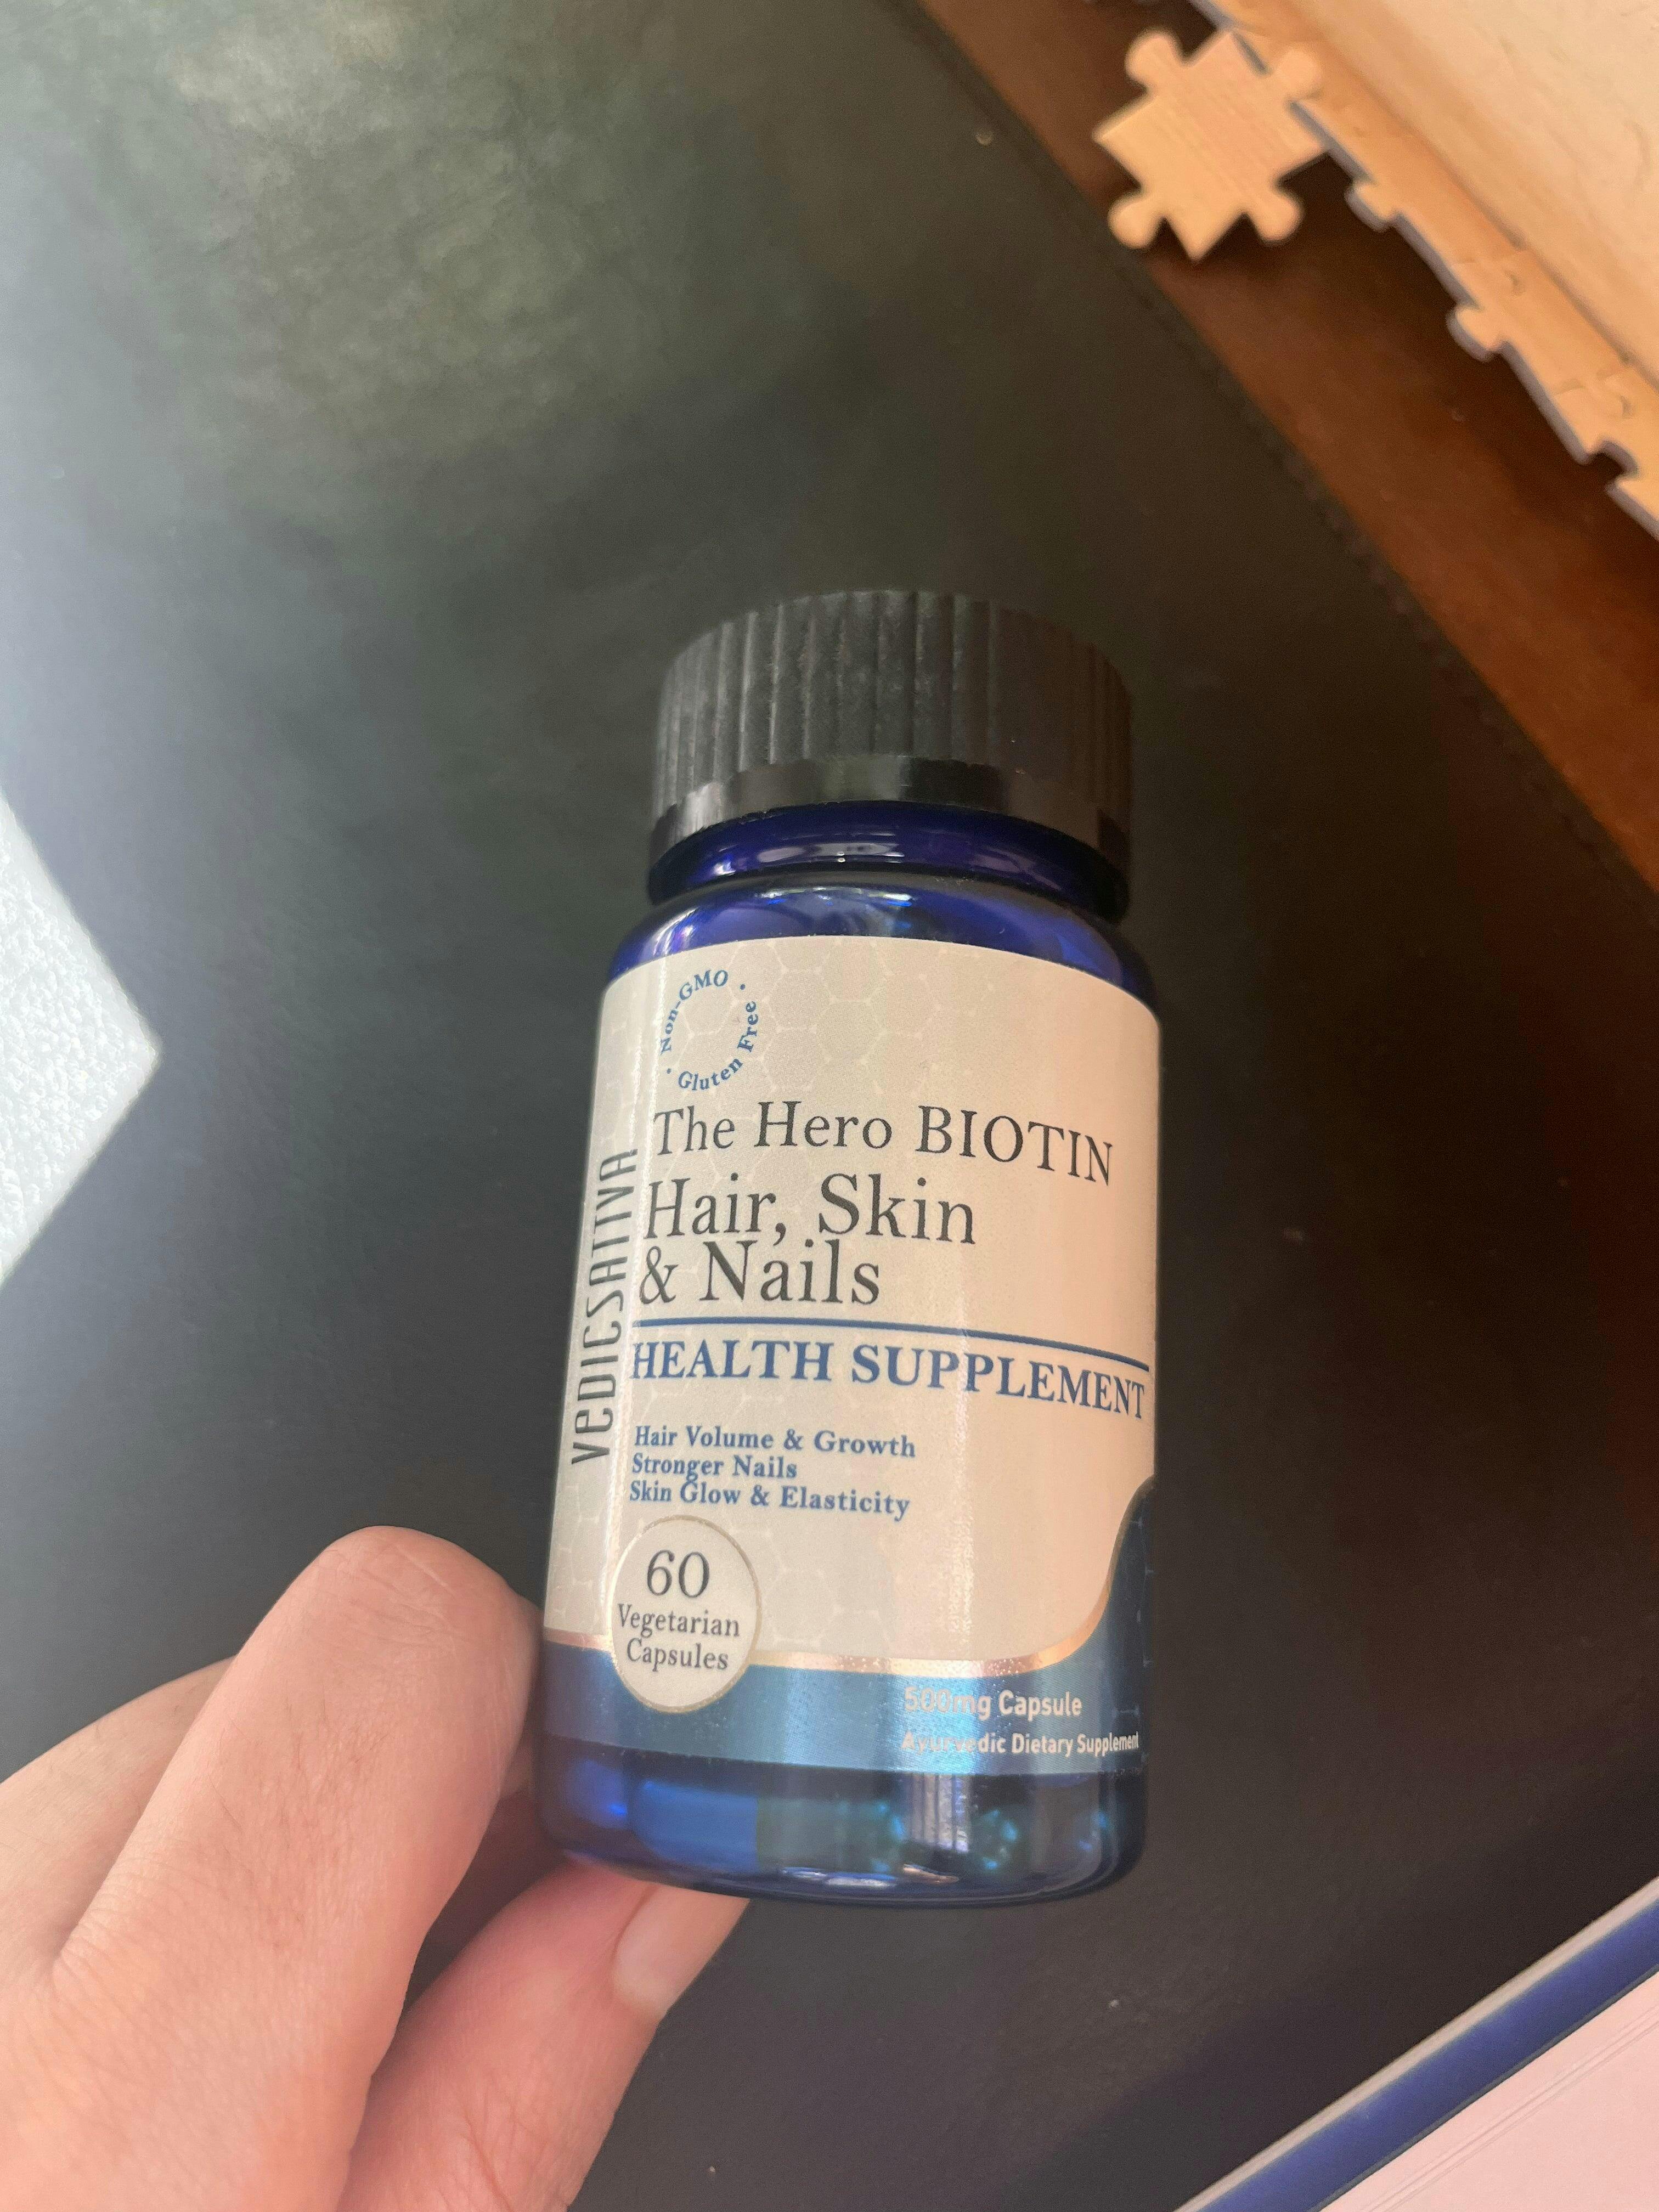 Non-GMO •
• Gluten Free
VEDICSATIVA
The Hero BIOTIN
Hair, Skin
& Nails
HEALTH SUPPLEMENT
Hair Volume & Growth
Stronger Nails
Skin Glow & Elasticity
60
Vegetarian
Capsules
500mg Capsule
Ayurvedic Dietary Supplement